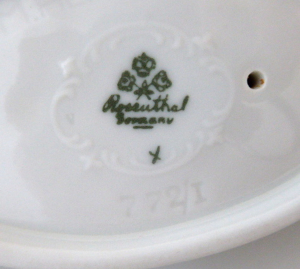 Rosenthal
Germany
x
772/I